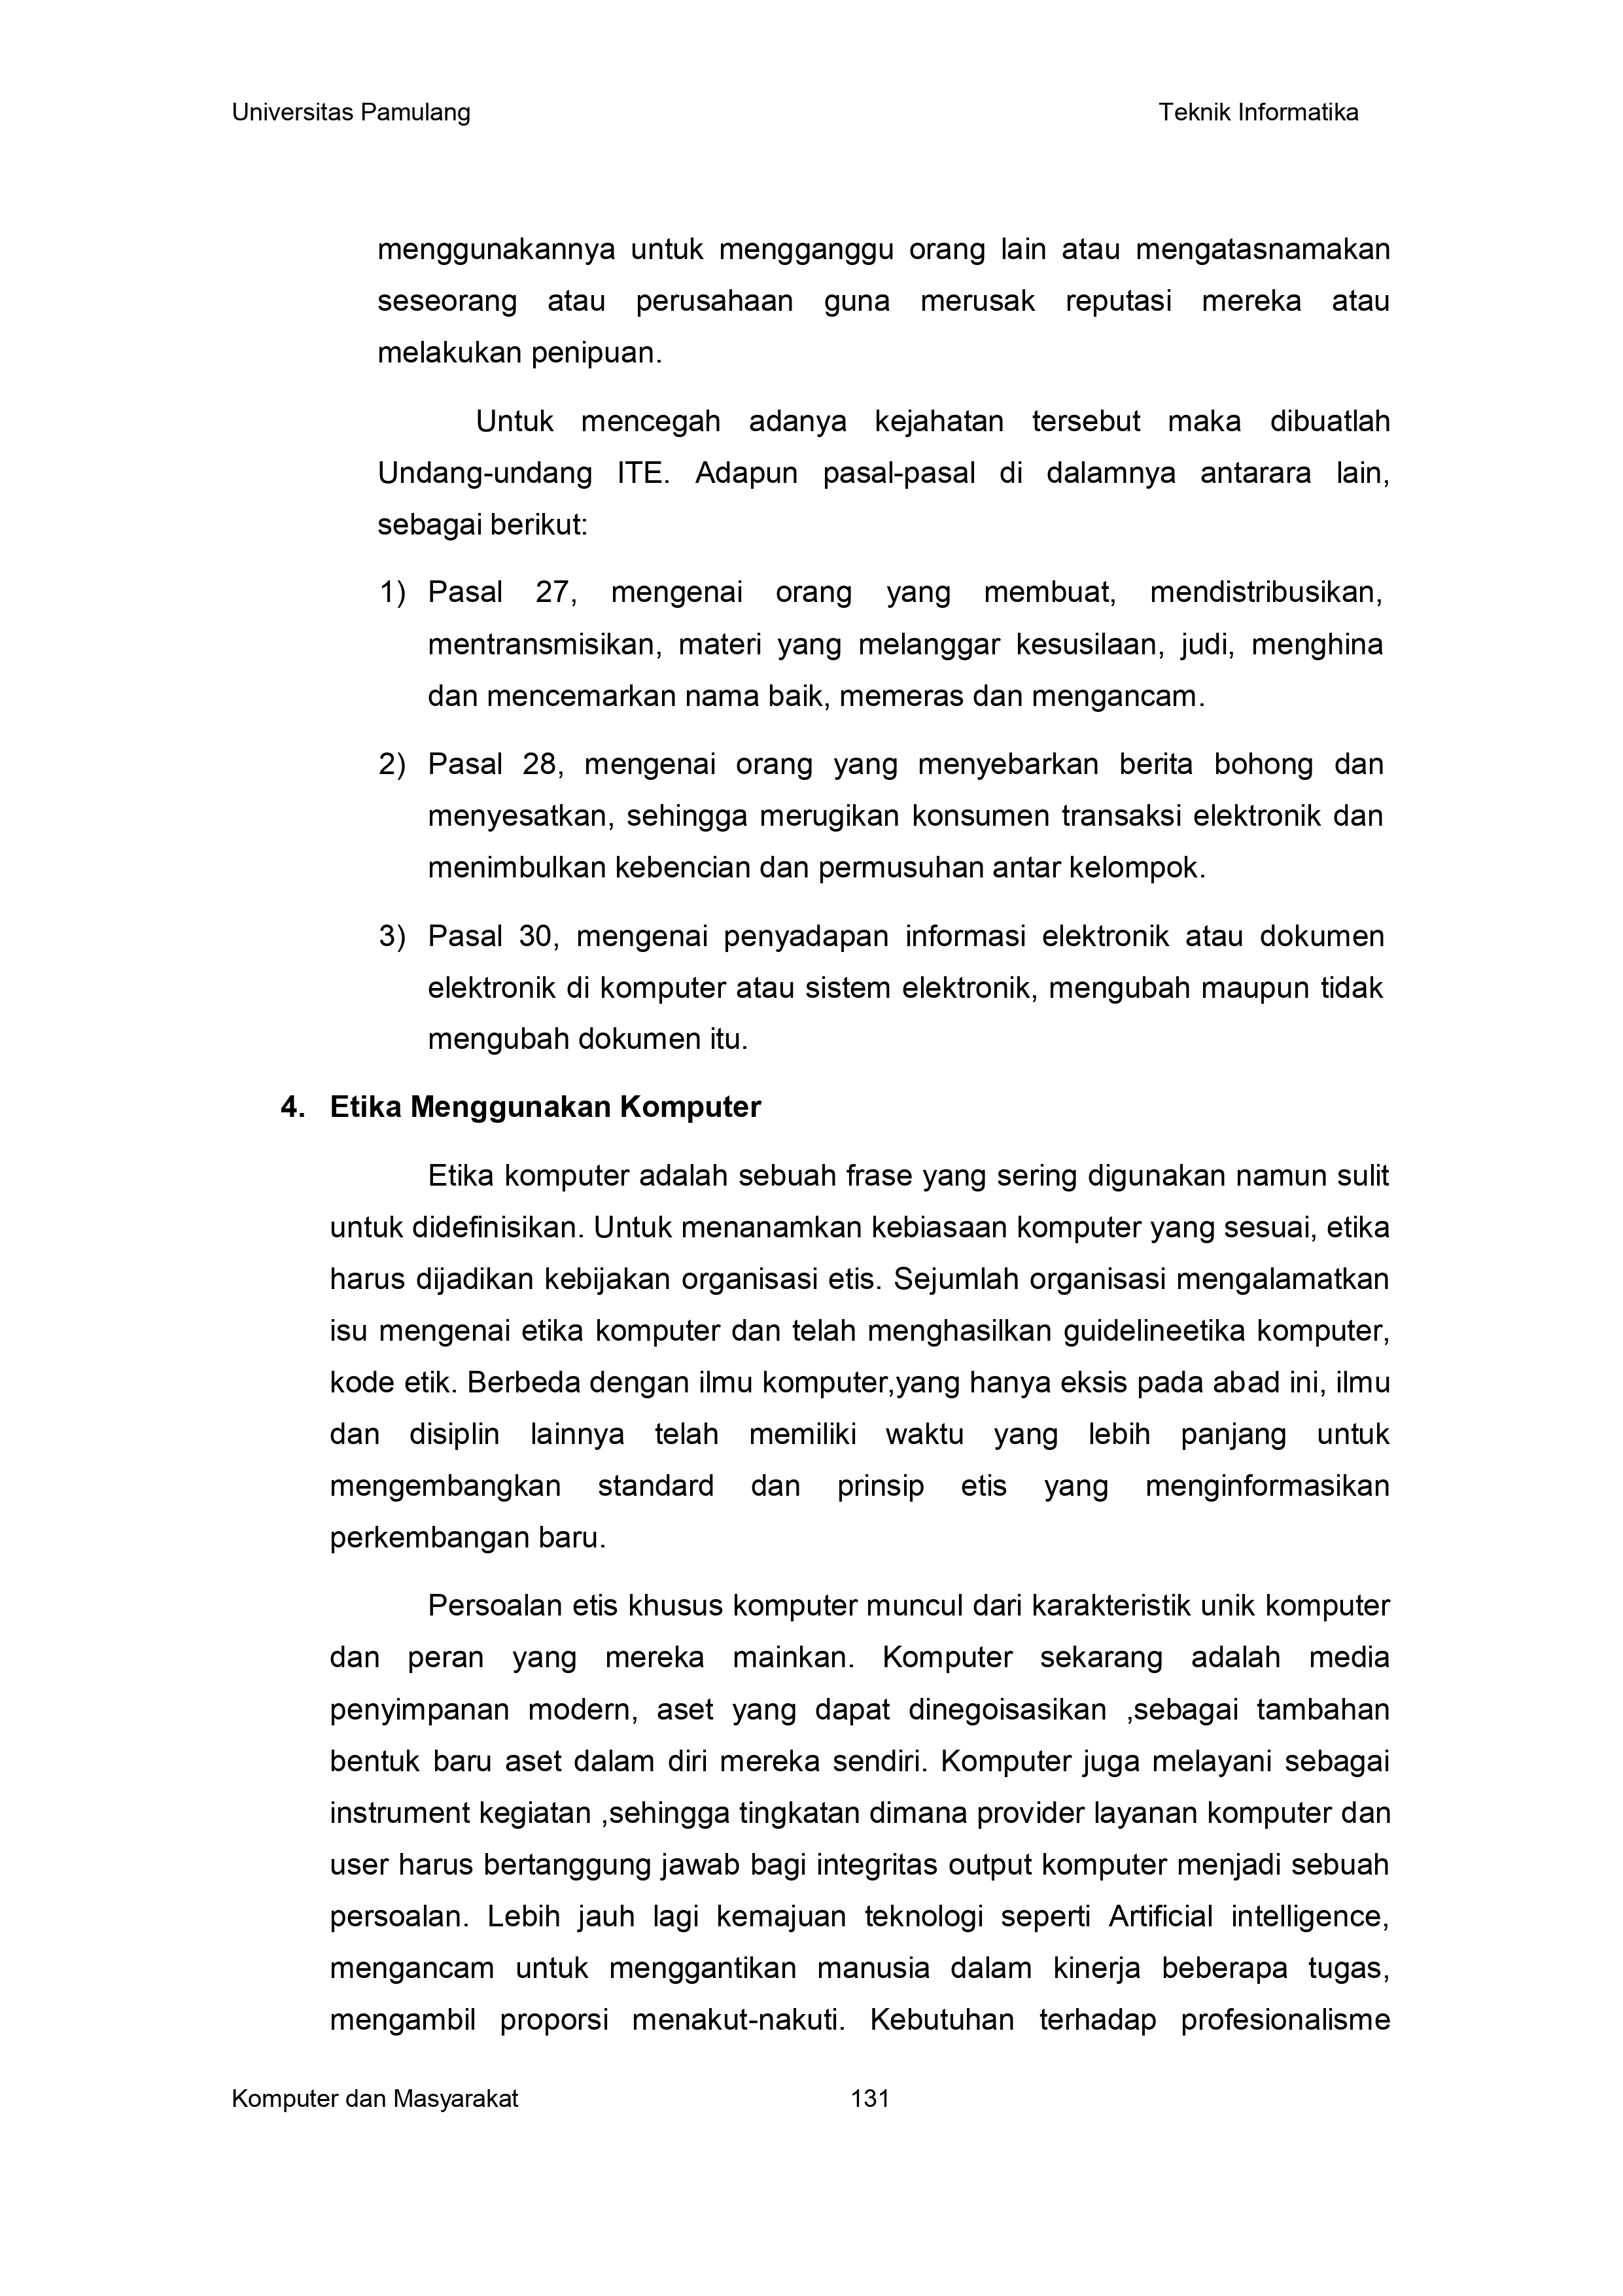 Universitas Pamulang Teknik Informatika
menggunakannya untuk mengganggu orang lain atau mengatasnamakan
seseorang atau perusahaan guna merusak reputasi mereka atau
melakukan penipuan.
Untuk mencegah adanya kejahatan tersebut maka dibuatlah
Undang-undang ITE. Adapun pasal-pasal di dalamnya antarara lain,
sebagai berikut:
1) Pasal 27, mengenai orang yang membuat, mendistribusikan,
mentransmisikan, materi yang melanggar kesusilaan, judi, menghina
dan mencemarkan nama baik, memeras dan mengancam.
2) Pasal 28, mengenai orang yang menyebarkan berita bohong dan
menyesatkan, sehingga merugikan konsumen transaksi elektronik dan
menimbulkan kebencian dan permusuhan antar kelompok.
3) Pasal 30, mengenai penyadapan informasi elektronik atau dokumen
elektronik di komputer atau sistem elektronik, mengubah maupun tidak
mengubah dokumen itu.
4. Etika Menggunakan Komputer
Etika komputer adalah sebuah frase yang sering digunakan namun sulit
untuk didefinisikan. Untuk menanamkan kebiasaan komputer yang sesuai, etika
harus dijadikan kebijakan organisasi etis. Sejumlah organisasi mengalamatkan
isu mengenai etika komputer dan telah menghasilkan guidelineetika komputer,
kode etik. Berbeda dengan ilmu komputer,yang hanya eksis pada abad ini, ilmu
dan disiplin lainnya telah memiliki waktu yang lebih panjang untuk
mengembangkan standard dan prinsip etis yang menginformasikan
perkembangan baru.
Persoalan etis khusus komputer muncul dari karakteristik unik komputer
dan peran yang mereka mainkan. Komputer sekarang adalah media
penyimpanan modern, aset yang dapat dinegoisasikan ,sebagai tambahan
bentuk baru aset dalam diri mereka sendiri. Komputer juga melayani sebagai
instrument kegiatan ,sehingga tingkatan dimana provider layanan komputer dan
user harus bertanggung jawab bagi integritas output komputer menjadi sebuah
persoalan. Lebih jauh lagi kemajuan teknologi seperti Artificial intelligence,
mengancam untuk menggantikan manusia dalam kinerja beberapa tugas,
mengambil proporsi menakut-nakuti. Kebutuhan terhadap profesionalisme
Komputer dan Masyarakat 131